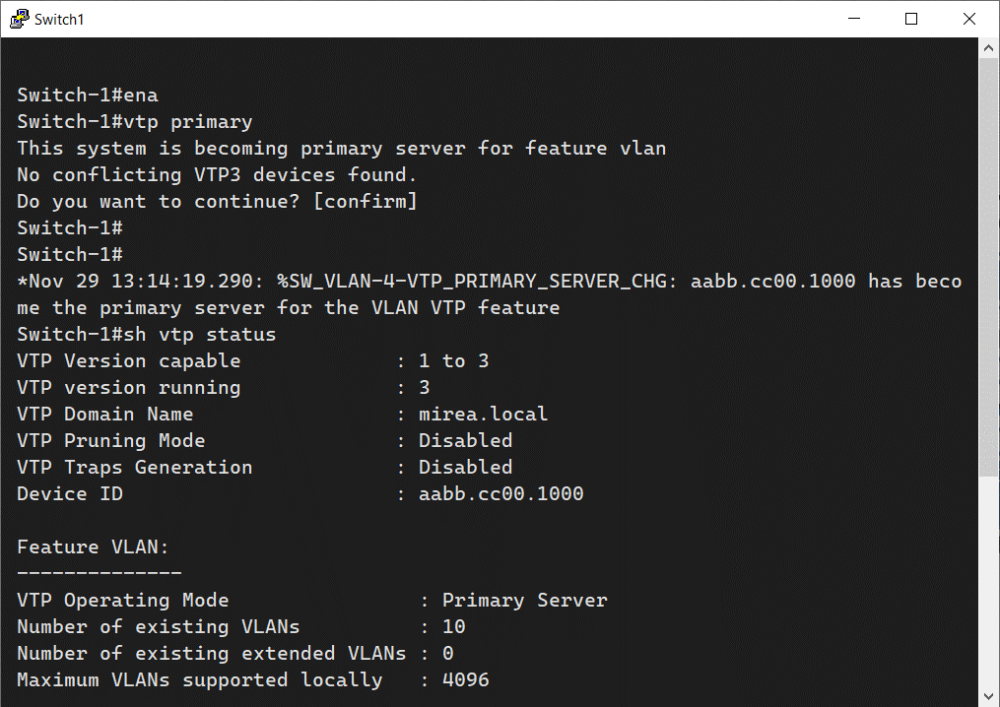 Switch1
Switch-1#ena
Switch-1#vtp primary
This system is becoming primary server for feature vlan
No conflicting VTP3 devices found.
Do you want to continue? [confirm]
Switch-1#
Switch-1#
*Nov 29 13:14:19.290: %SW_VLAN-4-VTP_PRIMARY_SERVER_CHG: aabb.cc00.1000 has beco
me the primary server for the VLAN VTP feature
Switch-1#sh vtp status
VTP Version capable             : 1 to 3
VTP version running             : 3
VTP Domain Name                 : mirea.local
VTP Pruning Mode                : Disabled
VTP Traps Generation            : Disabled
Device ID                       : aabb.cc00.1000
Feature VLAN:
--------------
VTP Operating Mode                : Primary Server
Number of existing VLANs          : 10
Number of existing extended VLANs : 0
Maximum VLANs supported locally   : 4096